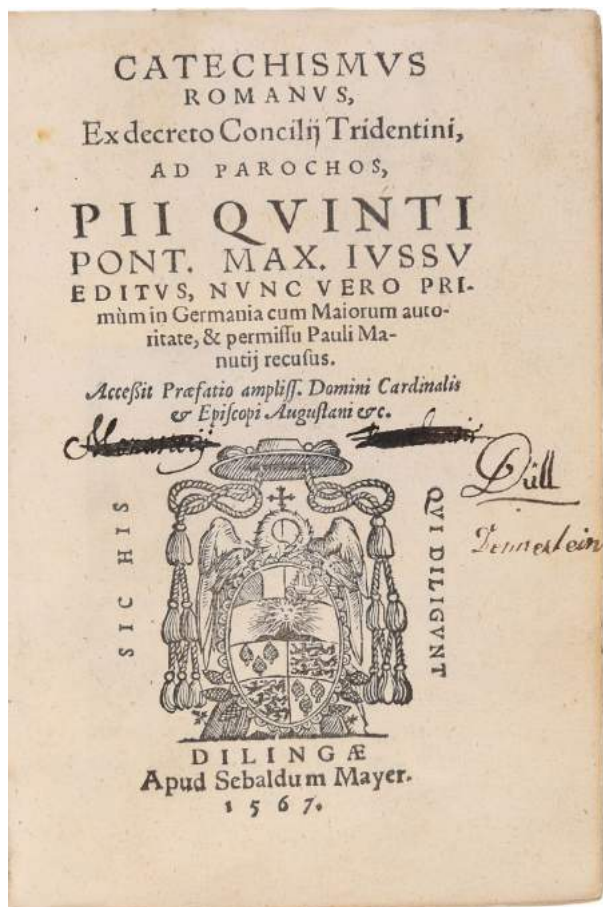 CATECHISMVS
ROMANVS,
Ex decreto Concilij Tridentini,
AD PAROCHOS,
PII QVINTI
PONT. MAX. IVSSV
EDITVS, NVNC VERO PRI-
mùm in Germania cum Maiorum auto-
ritate, & permissu Pauli Ma-
nutij recusus.
Accessit Præfatio ampliss. Domini Cardinalis
& Episcopi Augustani &c.
Düll
SIC HIS
QVI DILIGVNT
DILINGÆ
Apud Sebaldum Mayer.
1567.